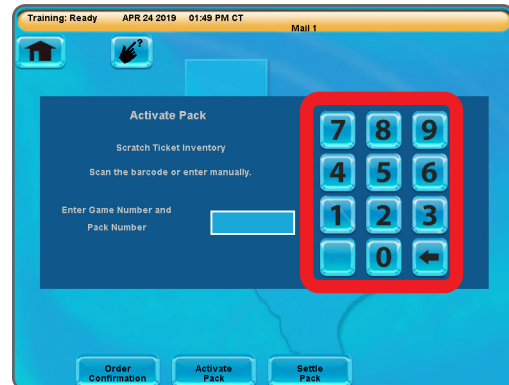 Training: Ready APR 24 2019 01:49 PM CT
Mail 1
?
Activate Pack
Scratch Ticket Inventory
Scan the barcode or enter manually.
Enter Game Number and
Pack Number
7 8 9
4 5 6
1 2 3
0
Order
Confirmation
Activate
Pack
Settle
Pack